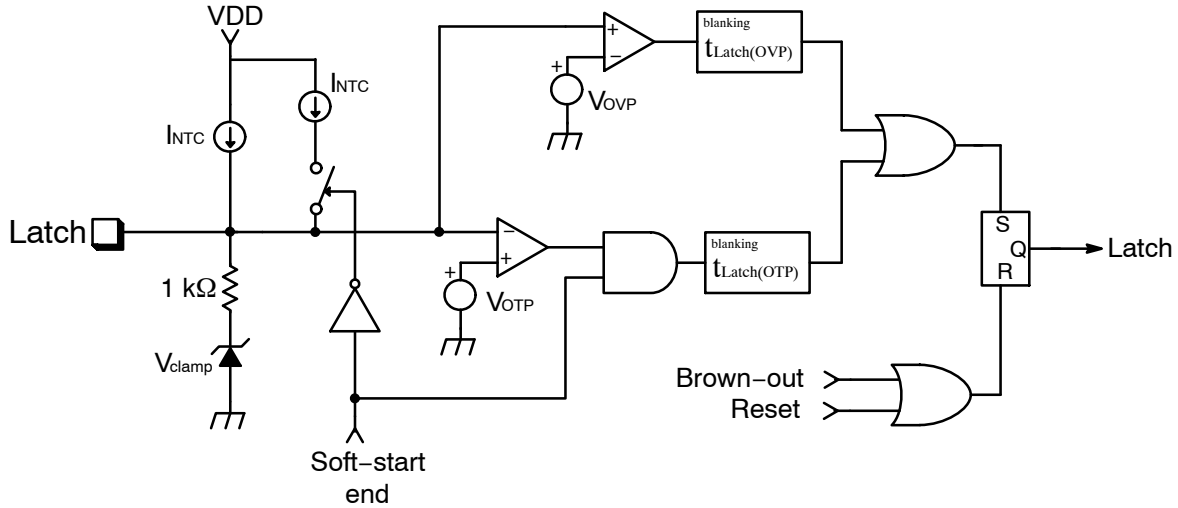 VDD
INTC
INTC
Latch
1 kΩ
Vclamp
Soft−start
end
+
−
+
VOVP
blanking
tLatch(OVP)
−
+
+
VOTP
blanking
tLatch(OTP)
S
Q
R
Latch
Brown−out
Reset